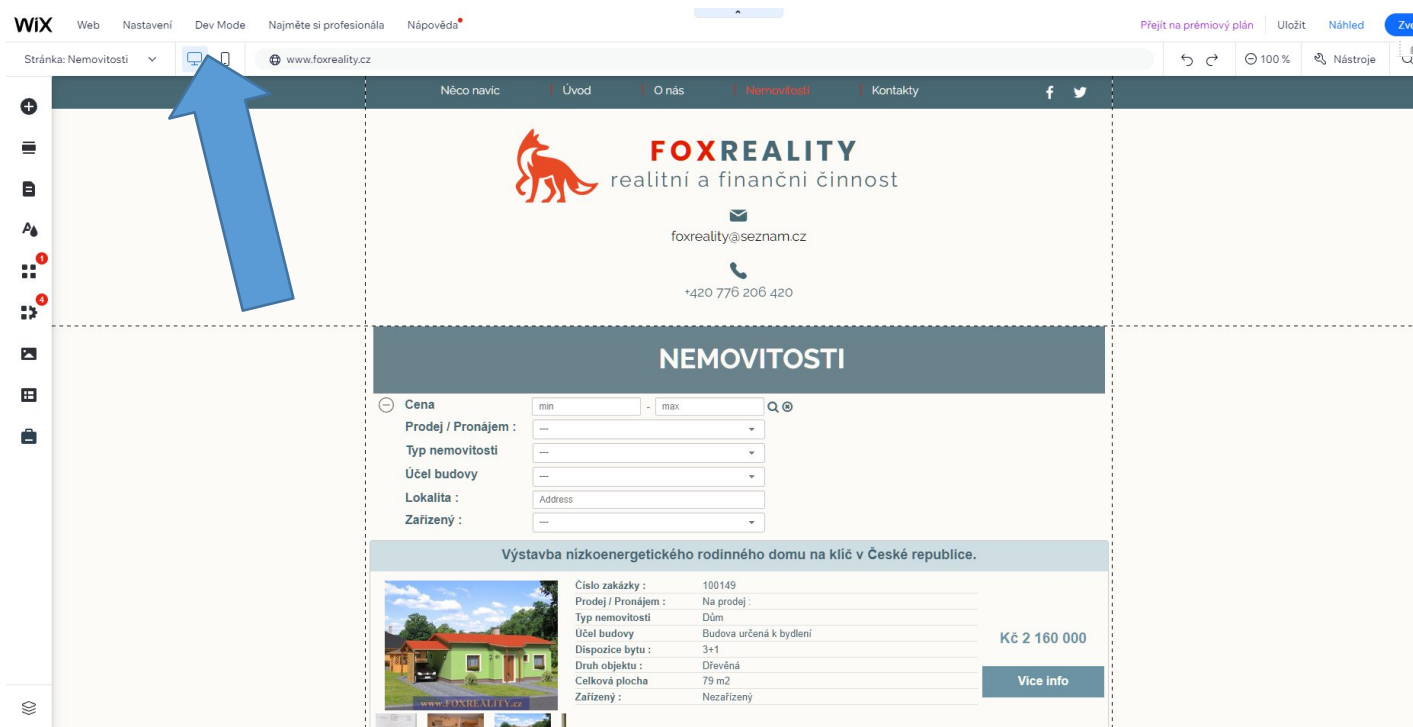 WiX Web Nastavení Dev Mode Najměte si profesionála Nápověda Přejít na prémiový plán Uložit Náhled
Stránka: Nemovitosti www.foxreality.cz 100 % Nástroje
Něco navíc Úvod O nás Nemovitosti Kontakty
FOXREALITY
realitní a finančni činnost
foxreality@seznam.cz
1
+420 776 206 420
4
NEMOVITOSTI
Cena min - max
Prodej / Pronájem : ---
Typ nemovitosti ---
Účel budovy ---
Lokalita : Address
Zařízený : ---
Výstavba nízkoenergetického rodinného domu na klíč v České republice.
Číslo zakázky : 100149
Prodej / Pronájem : Na prodej :
Typ nemovitosti Dům
Účel budovy Budova určená k bydlení
Kč 2 160 000
Dispozice bytu : 3+1
Druh objektu : Dřevěná
Celková plocha 79 m2
Vice info
Zařízený : Nezařízený
www.FOXREALITY.cz